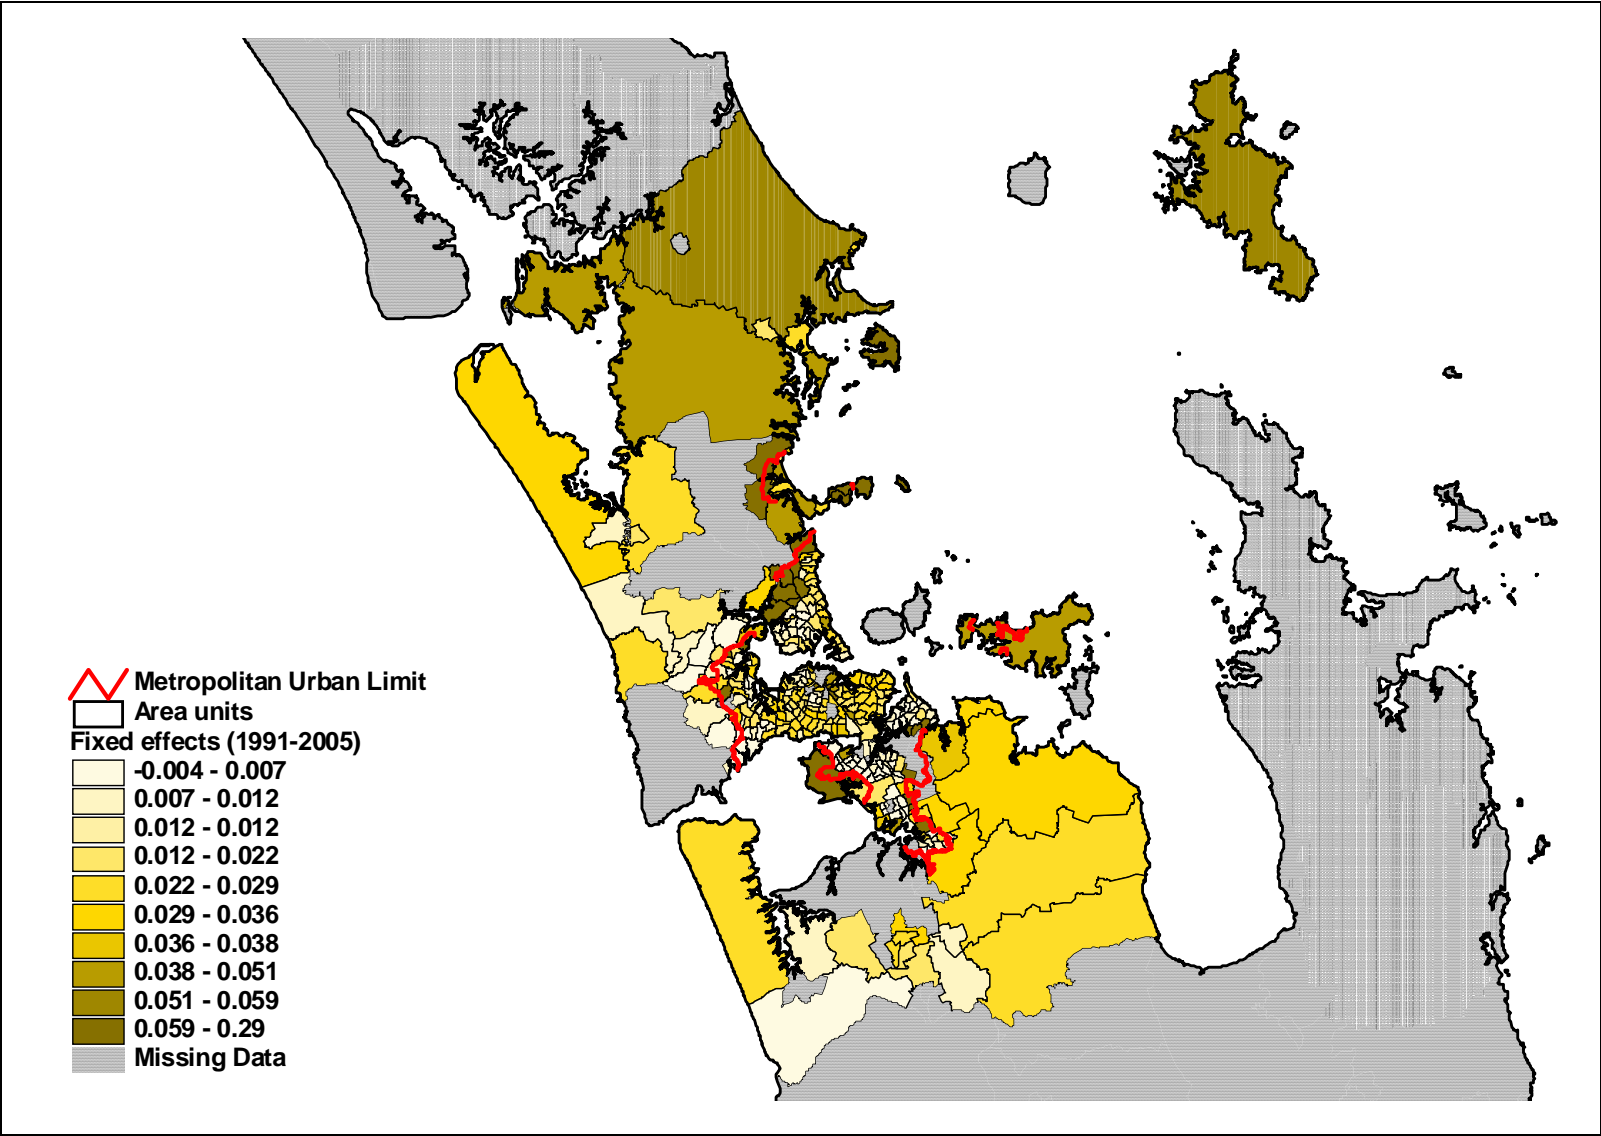 Metropolitan Urban Limit
Area units
Fixed effects (1991-2005)
-0.004 - 0.007
0.007 - 0.012
0.012 - 0.012
0.012 - 0.022
0.022 - 0.029
0.029 - 0.036
0.036 - 0.038
0.038 - 0.051
0.051 - 0.059
0.059 - 0.29
Missing Data